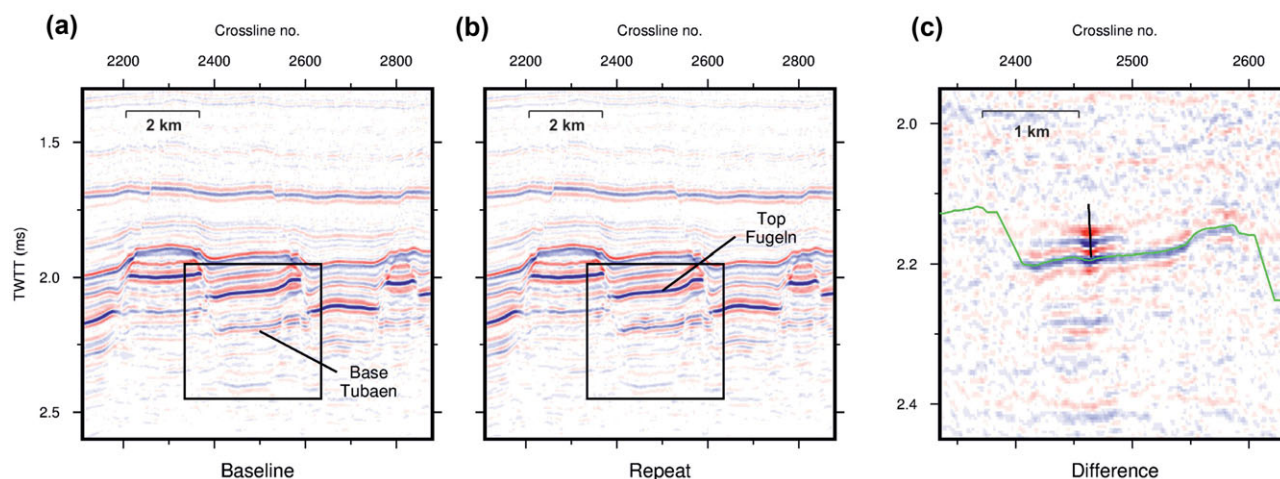 (a)
Crossline no.
2200 2400 2600 2800
2 km
TWTT (ms)
1.5
2.0
2.5
Base
Tubaen
Baseline
(b)
Crossline no.
2200 2400 2600 2800
2 km
Top
Fugeln
Repeat
(c)
Crossline no.
2400 2500 2600
1 km
2.0
2.2
2.4
Difference